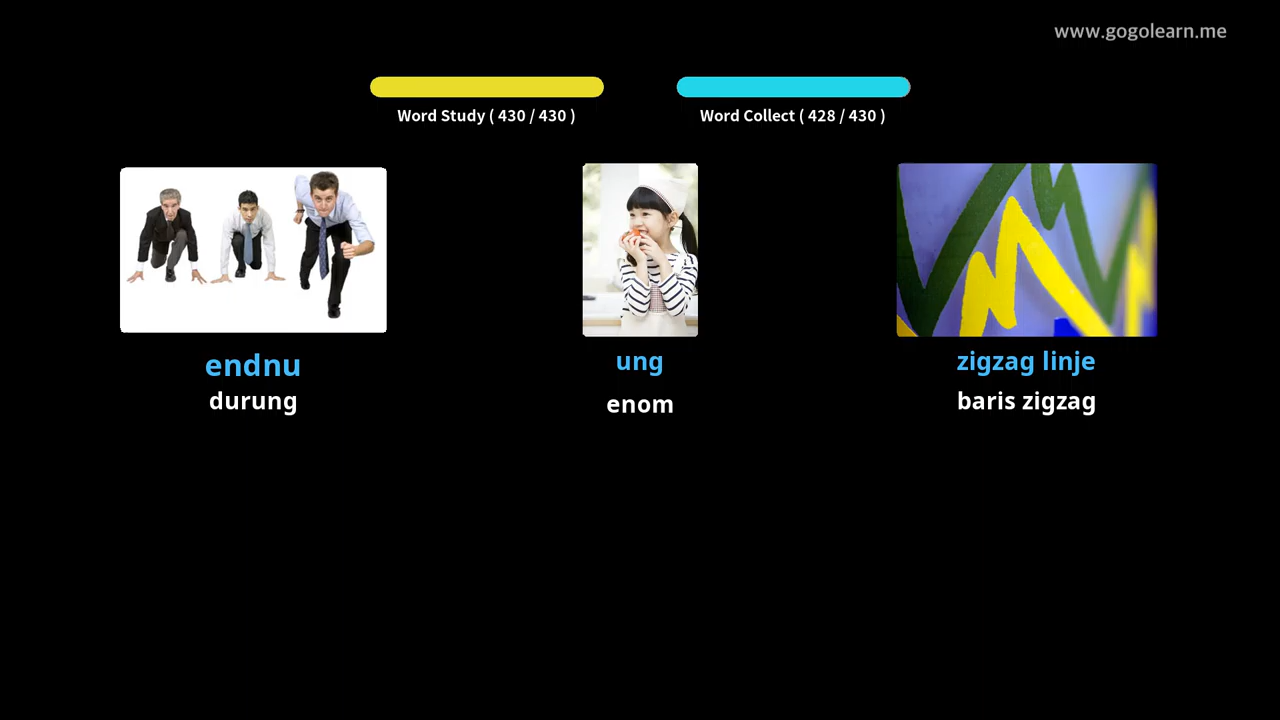 www.gogolearn.me
Word Study ( 430 / 430 )
Word Collect ( 428 / 430 )
endnu
durung
ung
enom
zigzag linje
baris zigzag